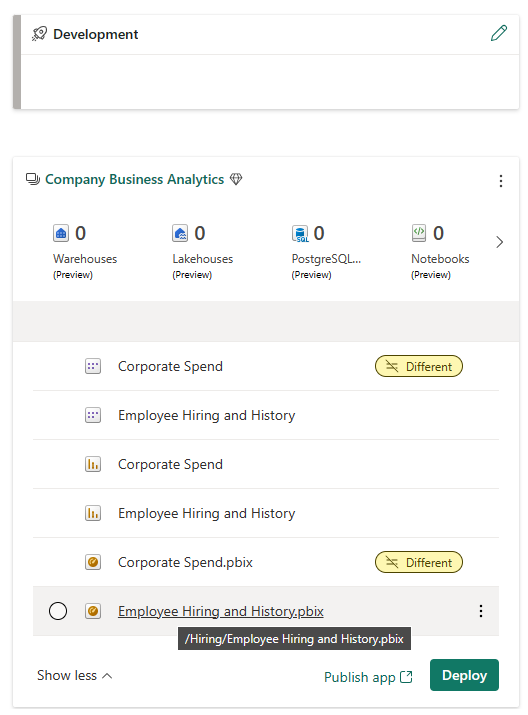 Development
Company Business Analytics
0 0 0 0
Warehouses Lakehouses PostgreSQL... Notebooks
(Preview) (Preview) (Preview) (Preview)
Corporate Spend Different
Employee Hiring and History
Corporate Spend
Employee Hiring and History
Corporate Spend.pbix Different
Employee Hiring and History.pbix
/Hiring/Employee Hiring and History.pbix
Show less Publish app Deploy